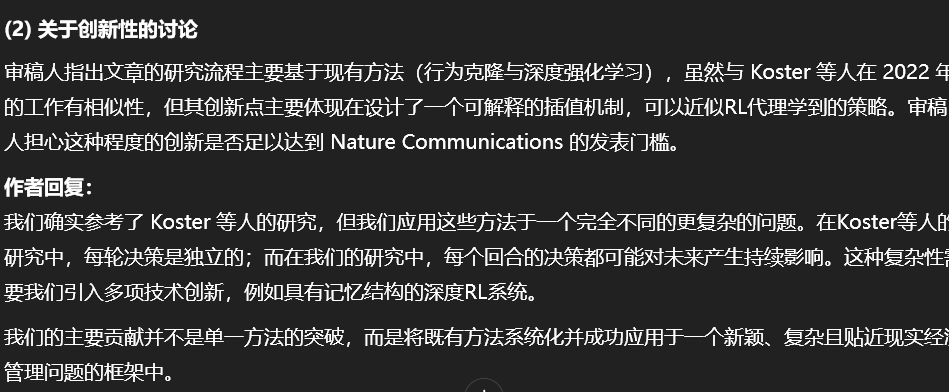 (2) 关于创新性的讨论
审稿人指出文章的研究流程主要基于现有方法（行为克隆与深度强化学习），虽然与 Koster 等人在 2022 年
的工作有相似性，但其创新点主要体现在设计了一个可解释的插值机制，可以近似RL代理学到的策略。审稿
人担心这种程度的创新是否足以达到 Nature Communications 的发表门槛。
作者回复：
我们确实参考了 Koster 等人的研究，但我们应用这些方法于一个完全不同的更复杂的问题。在Koster等人的
研究中，每轮决策是独立的；而在我们的研究中，每个回合的决策都可能对未来产生持续影响。这种复杂性需
要我们引入多项技术创新，例如具有记忆结构的深度RL系统。
我们的主要贡献并不是单一方法的突破，而是将既有方法系统化并成功应用于一个新颖、复杂且贴近现实经济
管理问题的框架中。